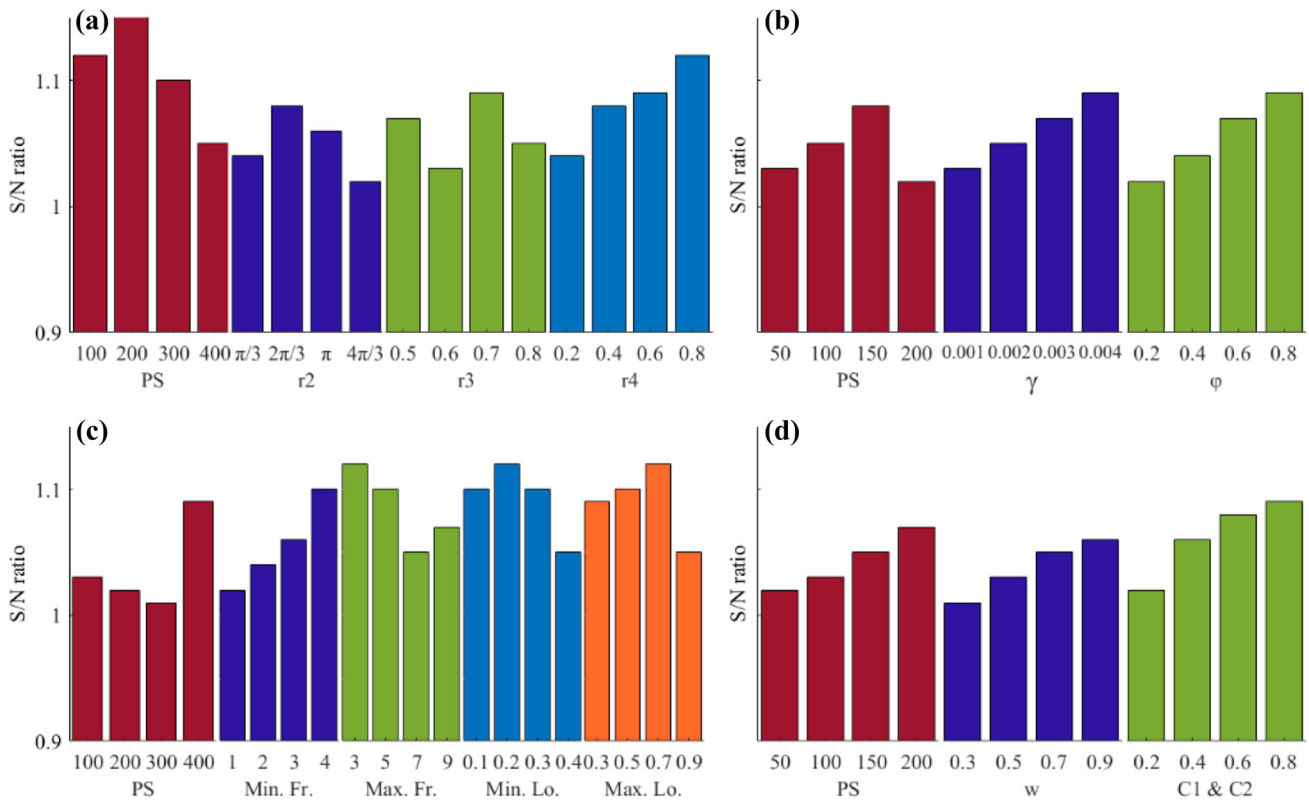 (a)
S/N ratio
1.1
1
0.9
100 200 300 400 π/3 2π/3 π 4π/3 0.5 0.6 0.7 0.8 0.2 0.4 0.6 0.8
PS r2 r3 r4
(b)
S/N ratio
50 100 150 200 0.001 0.002 0.003 0.004 0.2 0.4 0.6 0.8
PS γ φ
(c)
S/N ratio
1.1
1
0.9
100 200 300 400 1 2 3 4 3 5 7 9 0.1 0.2 0.3 0.4 0.3 0.5 0.7 0.9
PS Min. Fr. Max. Fr. Min. Lo. Max. Lo.
(d)
S/N ratio
50 100 150 200 0.3 0.5 0.7 0.9 0.2 0.4 0.6 0.8
PS w C1 & C2